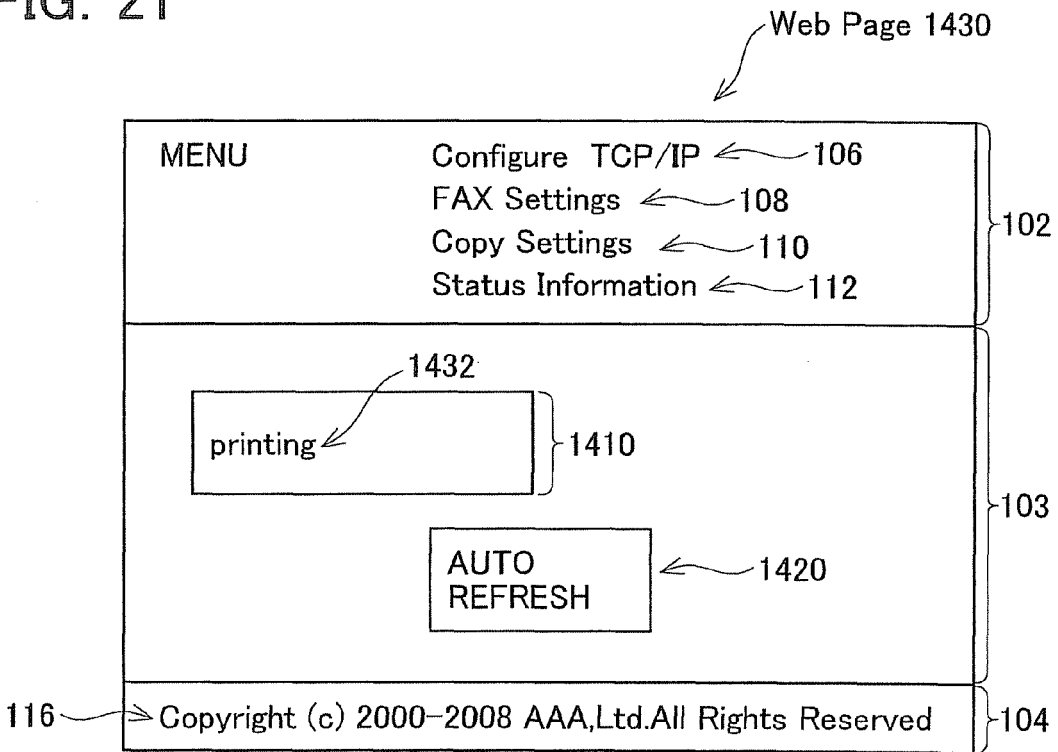 FIG. 21
Web Page 1430
MENU
Configure TCP/IP 106
FAX Settings 108
Copy Settings 110
Status Information 112
102
1432
printing
1410
103
AUTO
REFRESH
1420
116 Copyright (c) 2000-2008 AAA,Ltd.All Rights Reserved 104